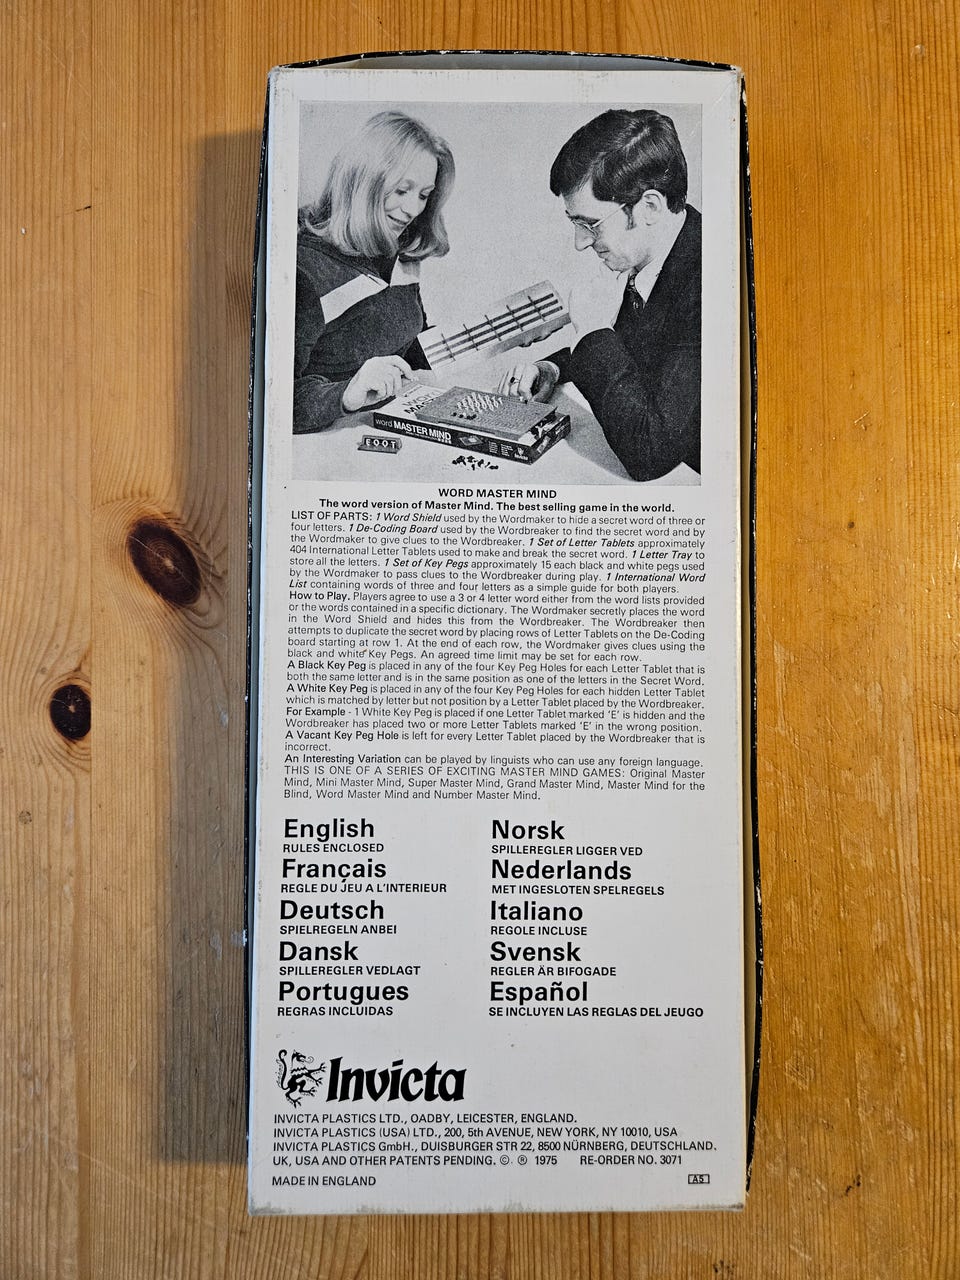 WORD
MASTER
word MASTER MIND
Invicta
FOOT
WORD MASTER MIND
The word version of Master Mind. The best selling game in the world.
LIST OF PARTS: 1 Word Shield used by the Wordmaker to hide a secret word of three or
four letters. 1 De-Coding Board used by the Wordbreaker to find the secret word and by
the Wordmaker to give clues to the Wordbreaker. 1 Set of Letter Tablets approximately
404 International Letter Tablets used to make and break the secret word. 1 Letter Tray to
store all the letters. 1 Set of Key Pegs approximately 15 each black and white pegs used
by the Wordmaker to pass clues to the Wordbreaker during play. 1 International Word
List containing words of three and four letters as a simple guide for both players.
How to Play. Players agree to use a 3 or 4 letter word either from the word lists provided
or the words contained in a specific dictionary. The Wordmaker secretly places the word
in the Word Shield and hides this from the Wordbreaker. The Wordbreaker then
attempts to duplicate the secret word by placing rows of Letter Tablets on the De-Coding
board starting at row 1. At the end of each row, the Wordmaker gives clues using the
black and white Key Pegs. An agreed time limit may be set for each row.
A Black Key Peg is placed in any of the four Key Peg Holes for each Letter Tablet that is
both the same letter and is in the same position as one of the letters in the Secret Word.
A White Key Peg is placed in any of the four Key Peg Holes for each hidden Letter Tablet
which is matched by letter but not position by a Letter Tablet placed by the Wordbreaker.
For Example - 1 White Key Peg is placed if one Letter Tablet marked 'E' is hidden and the
Wordbreaker has placed two or more Letter Tablets marked 'E' in the wrong position.
A Vacant Key Peg Hole is left for every Letter Tablet placed by the Wordbreaker that is
incorrect.
An Interesting Variation can be played by linguists who can use any foreign language.
THIS IS ONE OF A SERIES OF EXCITING MASTER MIND GAMES: Original Master
Mind, Mini Master Mind, Super Master Mind, Grand Master Mind, Master Mind for the
Blind, Word Master Mind and Number Master Mind.
English
RULES ENCLOSED
Français
REGLE DU JEU A L'INTERIEUR
Deutsch
SPIELREGELN ANBEI
Dansk
SPILLEREGLER VEDLAGT
Portugues
REGRAS INCLUIDAS
Norsk
SPILLEREGLER LIGGER VED
Nederlands
MET INGESLOTEN SPELREGELS
Italiano
REGOLE INCLUSE
Svensk
REGLER ÄR BIFOGADE
Español
SE INCLUYEN LAS REGLAS DEL JEUGO
Invicta
INVICTA PLASTICS LTD., OADBY, LEICESTER, ENGLAND.
INVICTA PLASTICS (USA) LTD., 200, 5th AVENUE, NEW YORK, NY 10010, USA
INVICTA PLASTICS GmbH., DUISBURGER STR 22, 8500 NÜRNBERG, DEUTSCHLAND.
UK, USA AND OTHER PATENTS PENDING. © ® 1975 RE-ORDER NO. 3071
MADE IN ENGLAND
A5